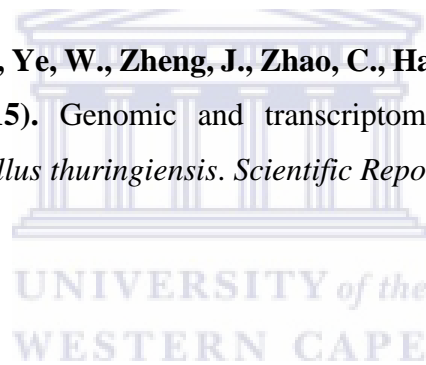 , Ye, W., Zheng, J., Zhao, C., Ha
15). Genomic and transcriptom
llus thuringiensis. Scientific Repo
UNIVERSITY of the
WESTERN CAPE